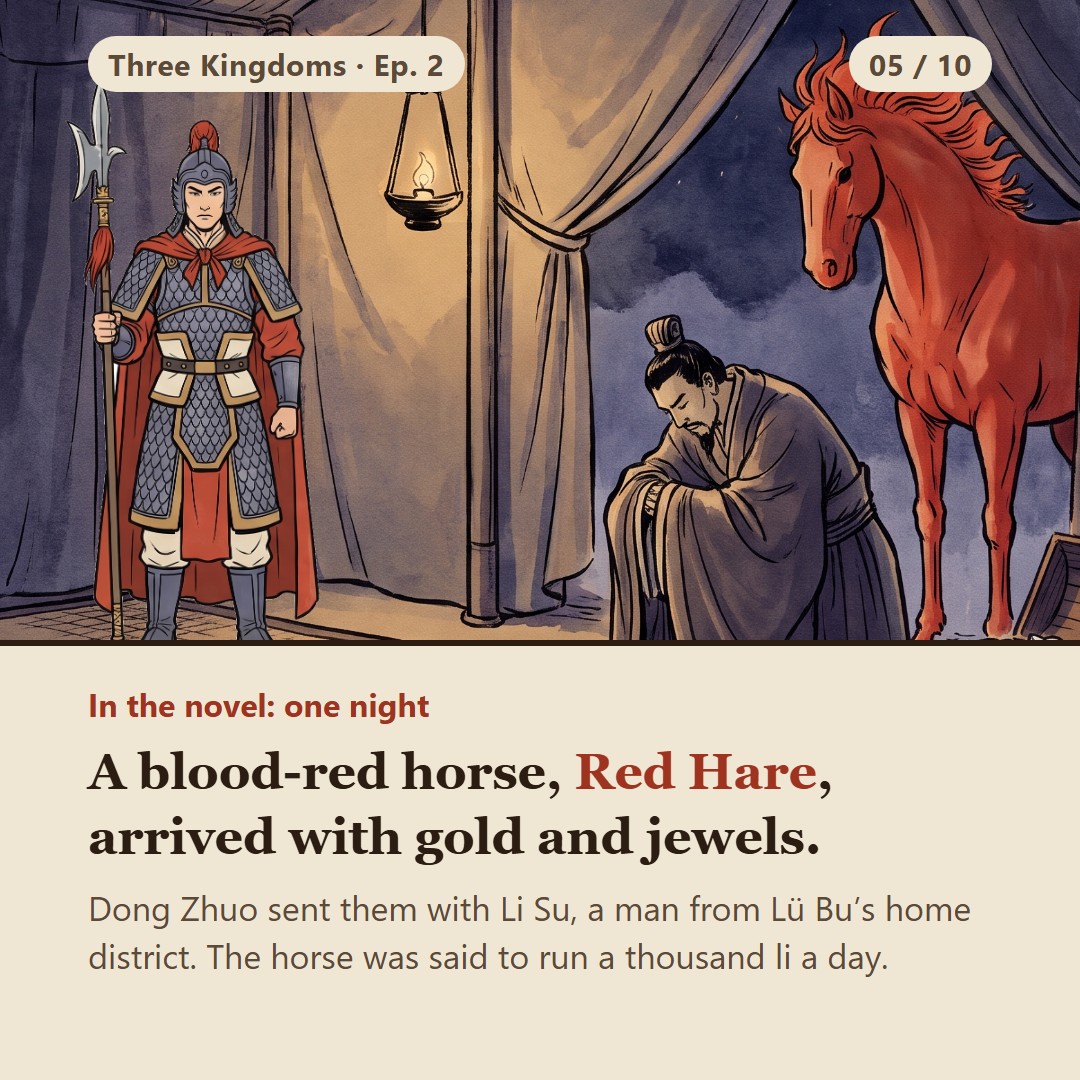 Three Kingdoms · Ep. 2
05 / 10
In the novel: one night
A blood-red horse, Red Hare,
arrived with gold and jewels.
Dong Zhuo sent them with Li Su, a man from Lü Bu’s home
district. The horse was said to run a thousand li a day.